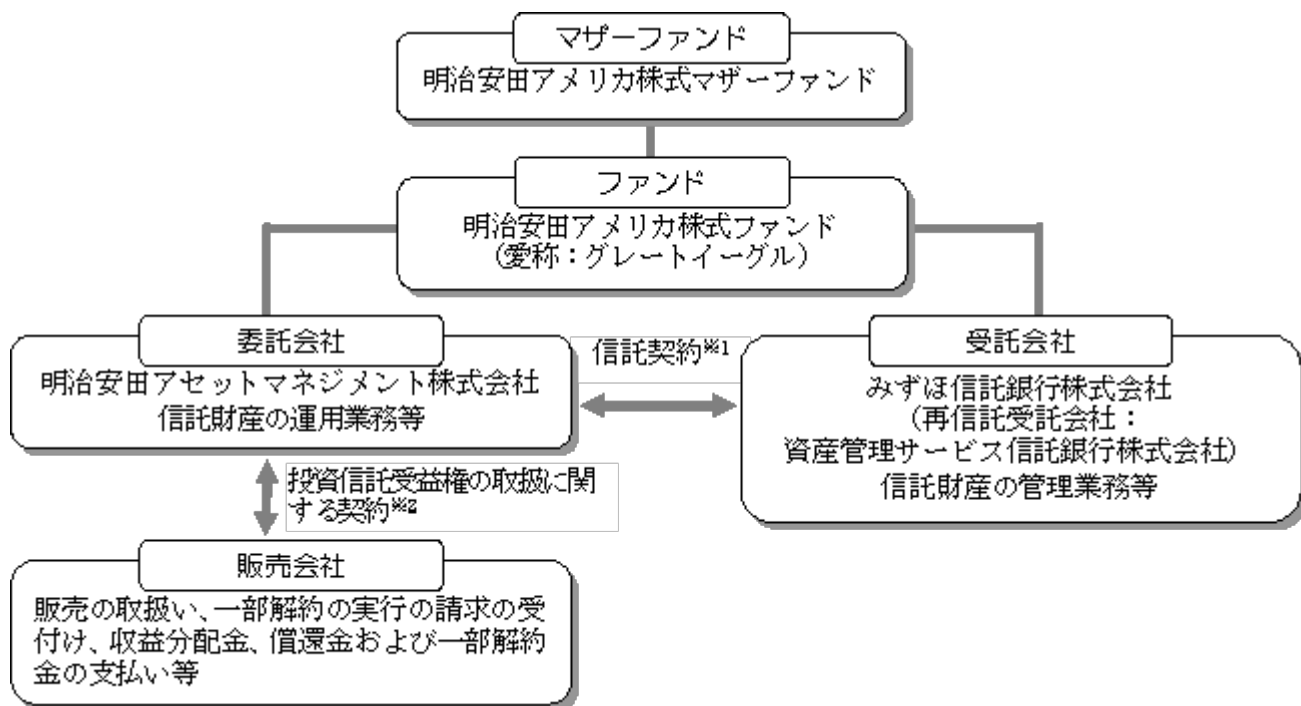 マザーファンド
明治安田アメリカ株式マザーファンド
ファンド
明治安田アメリカ株式ファンド
(愛称：グレートイーグル)
委託会社
明治安田アセットマネジメント株式会社
信託財産の運用業務等
信託契約※1
受託会社
みずほ信託銀行株式会社
(再信託受託会社：
資産管理サービス信託銀行株式会社)
信託財産の管理業務等
投資信託受益権の取扱に関
する契約※2
販売会社
販売の取扱い、一部解約の実行の請求の受
付け、収益分配金、償還金および一部解約
金の支払い等